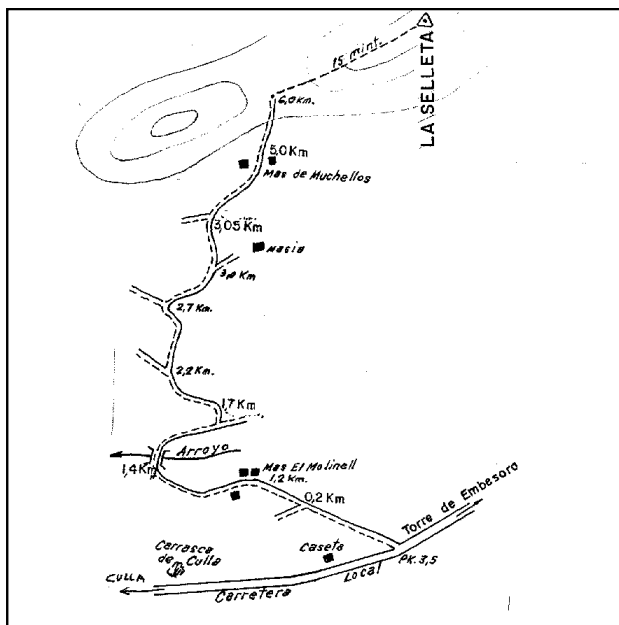 15 mint.
LA SELLETA
6,0 Km.
5,0 Km
Mas de Muchellos
3,05 Km
Masia
2,7 Km.
2,2 Km.
1,7 Km
Arroyo
1,4 Km
Mas El Molinell
1,2 Km.
0,2 Km
Torre de Embesora
Carrasca
de Culla
Caseta
PK. 3,5
CULLA
Carretera Local